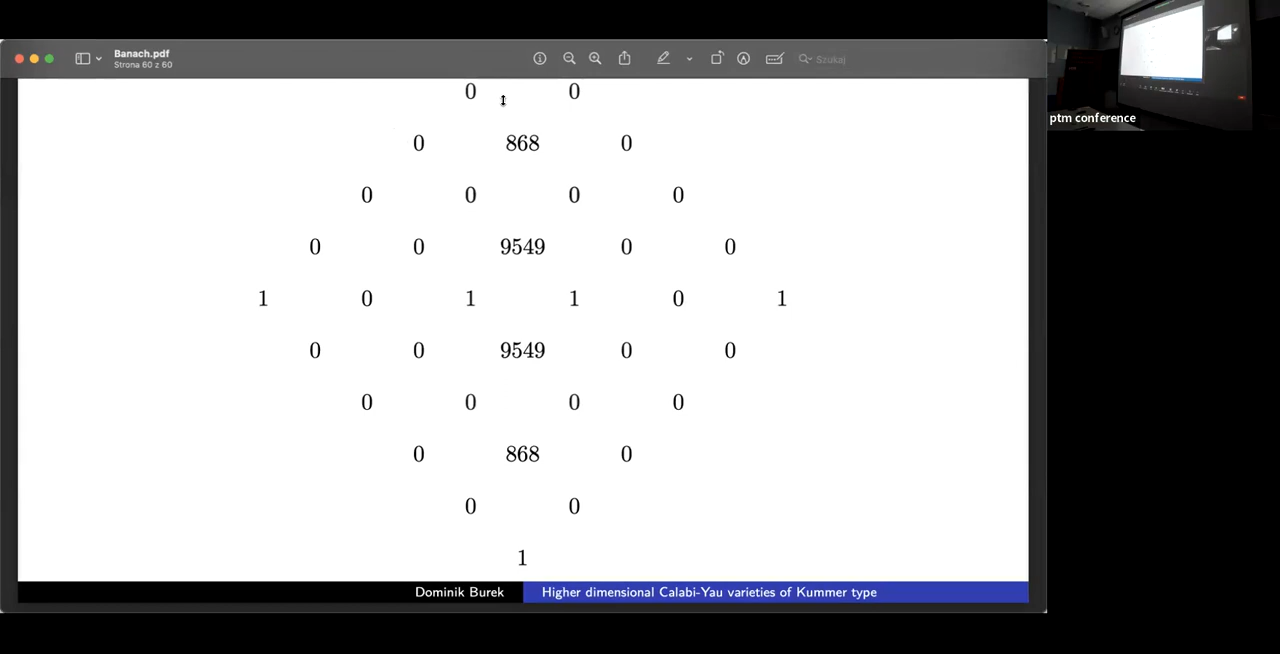 Banach.pdf
Strona 60 z 60
Szukaj
0 0
0 868 0
0 0 0 0
0 0 9549 0 0
1 0 1 1 0 1
0 0 9549 0 0
0 0 0 0
0 868 0
0 0
1
Dominik Burek Higher dimensional Calabi-Yau varieties of Kummer type
ptm conference